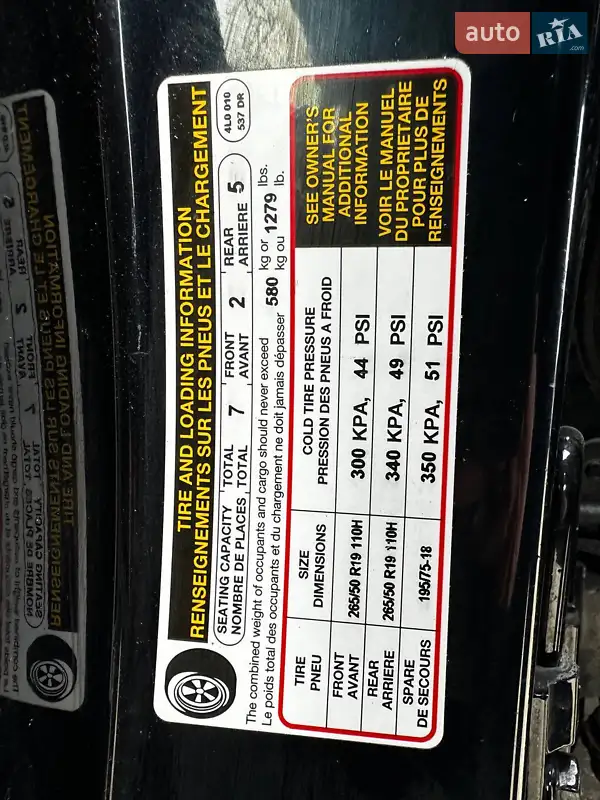 auto RIA .com
TIRE AND LOADING INFORMATION
RENSEIGNEMENTS SUR LES PNEUS ET LE CHARGEMENT
SEATING CAPACITY TOTAL 7 FRONT 2 REAR 5
NOMBRE DE PLACES TOTAL AVANT ARRIERE
4L0 010
537 DR
The combined weight of occupants and cargo should never exceed 580 kg or 1279 lbs.
Le poids total des occupants et du chargement ne doit jamais dépasser kg ou lb.
TIRE SIZE COLD TIRE PRESSURE
PNEU DIMENSIONS PRESSION DES PNEUS A FROID
FRONT 265/50 R19 110H 300 KPA, 44 PSI
AVANT
REAR 265/50 R19 110H 340 KPA, 49 PSI
ARRIERE
SPARE 195/75-18 350 KPA, 51 PSI
DE SECOURS
SEE OWNER'S
MANUAL FOR
ADDITIONAL
INFORMATION
VOIR LE MANUEL
DU PROPRIETAIRE
POUR PLUS DE
RENSEIGNEMENTS